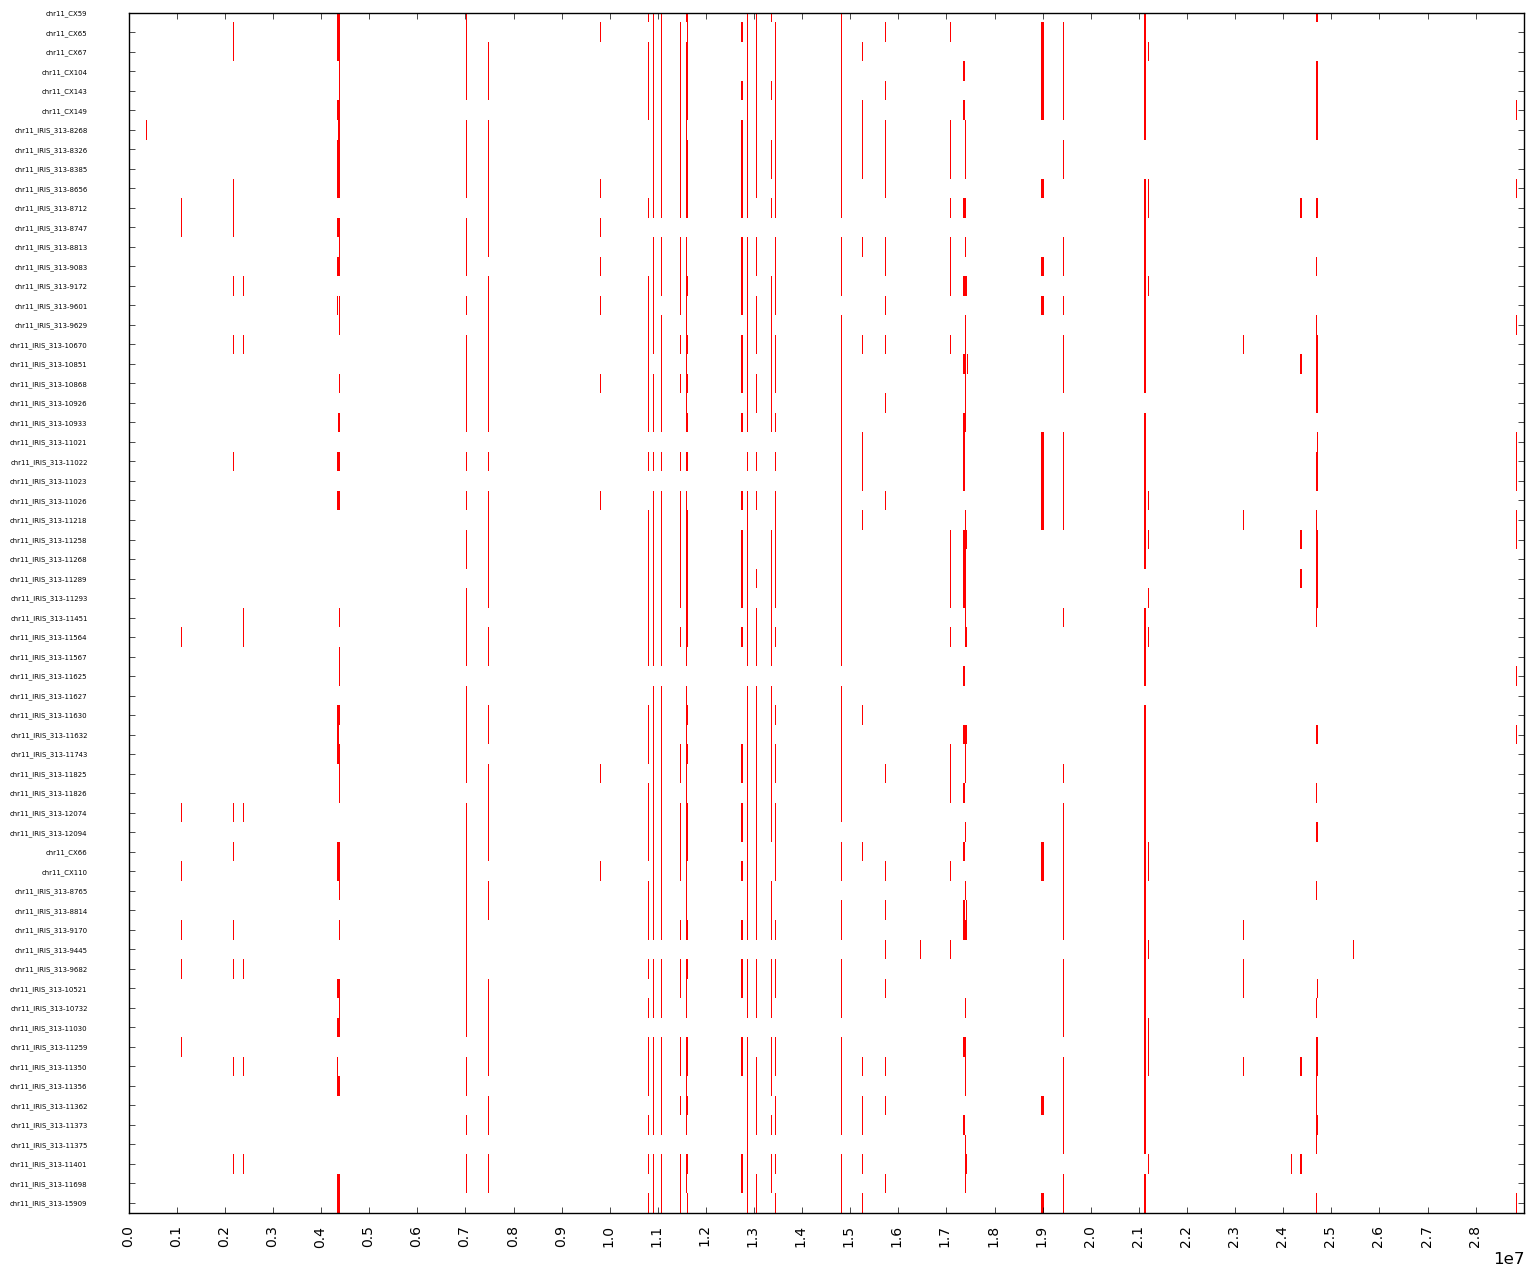 chr11_CX59
chr11_CX65
chr11_CX67
chr11_CX104
chr11_CX143
chr11_CX149
chr11_IRIS_313-8268
chr11_IRIS_313-8326
chr11_IRIS_313-8385
chr11_IRIS_313-8656
chr11_IRIS_313-8712
chr11_IRIS_313-8747
chr11_IRIS_313-8813
chr11_IRIS_313-9083
chr11_IRIS_313-9172
chr11_IRIS_313-9601
chr11_IRIS_313-9629
chr11_IRIS_313-10670
chr11_IRIS_313-10851
chr11_IRIS_313-10868
chr11_IRIS_313-10926
chr11_IRIS_313-10933
chr11_IRIS_313-11021
chr11_IRIS_313-11022
chr11_IRIS_313-11023
chr11_IRIS_313-11026
chr11_IRIS_313-11218
chr11_IRIS_313-11258
chr11_IRIS_313-11268
chr11_IRIS_313-11289
chr11_IRIS_313-11293
chr11_IRIS_313-11451
chr11_IRIS_313-11564
chr11_IRIS_313-11567
chr11_IRIS_313-11625
chr11_IRIS_313-11627
chr11_IRIS_313-11630
chr11_IRIS_313-11632
chr11_IRIS_313-11743
chr11_IRIS_313-11825
chr11_IRIS_313-11826
chr11_IRIS_313-12074
chr11_IRIS_313-12094
chr11_CX66
chr11_CX110
chr11_IRIS_313-8765
chr11_IRIS_313-8814
chr11_IRIS_313-9170
chr11_IRIS_313-9445
chr11_IRIS_313-9682
chr11_IRIS_313-10521
chr11_IRIS_313-10732
chr11_IRIS_313-11030
chr11_IRIS_313-11259
chr11_IRIS_313-11350
chr11_IRIS_313-11356
chr11_IRIS_313-11362
chr11_IRIS_313-11373
chr11_IRIS_313-11375
chr11_IRIS_313-11401
chr11_IRIS_313-11698
chr11_IRIS_313-15909
0.0 0.1 0.2 0.3 0.4 0.5 0.6 0.7 0.8 0.9 1.0 1.1 1.2 1.3 1.4 1.5 1.6 1.7 1.8 1.9 2.0 2.1 2.2 2.3 2.4 2.5 2.6 2.7 2.8
1e7